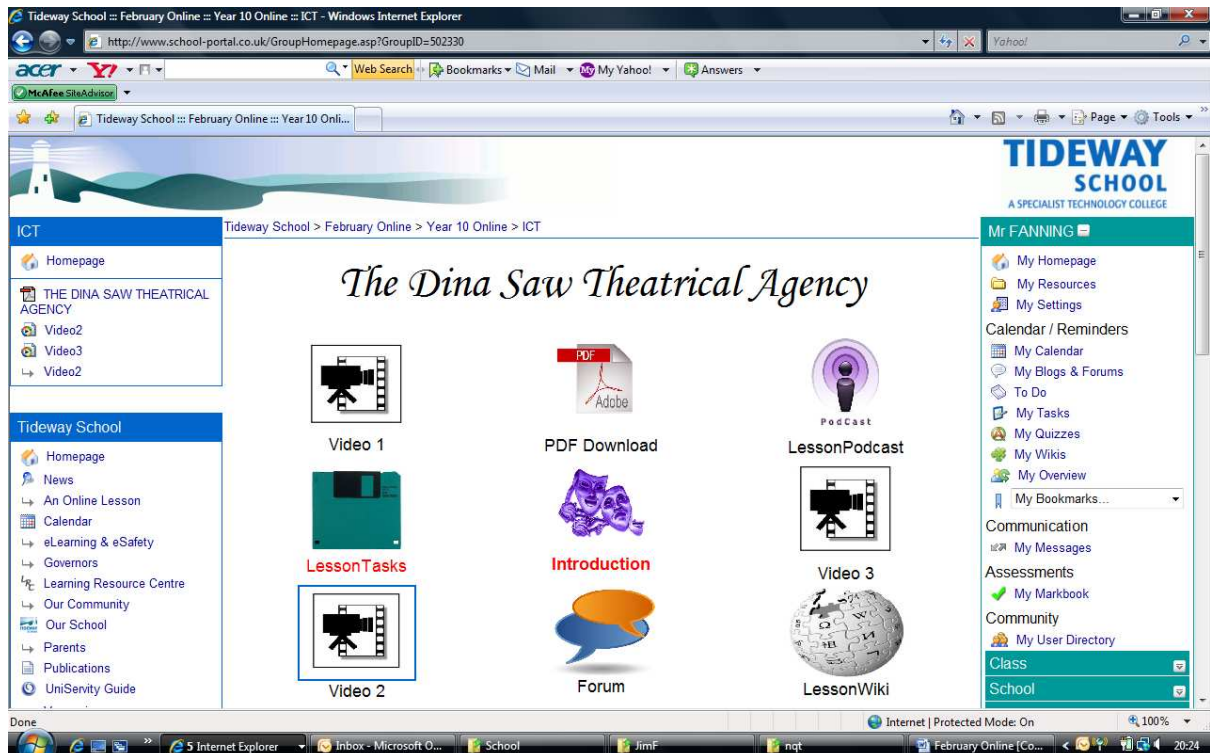 Tideway School ::: February Online ::: Year 10 Online ::: ICT - Windows Internet Explorer
http://www.school-portal.co.uk/GroupHomepage.asp?GroupID=502330
Yahoo!
acer
Y!
Web Search
Bookmarks
Mail
My Yahoo!
Answers
McAfee SiteAdvisor
Tideway School ::: February Online ::: Year 10 Onli...
Page
Tools
TIDEWAY
SCHOOL
A SPECIALIST TECHNOLOGY COLLEGE
ICT
Homepage
THE DINA SAW THEATRICAL
AGENCY
Video2
Video3
Video2
Tideway School
Homepage
News
An Online Lesson
Calendar
eLearning & eSafety
Governors
LRC
Learning Resource Centre
Our Community
Our School
Parents
Publications
UniServity Guide
Tideway School > February Online > Year 10 Online > ICT
The Dina Saw Theatrical Agency
PDF
Adobe
PodCast
Video 1
PDF Download
LessonPodcast
LessonTasks
Introduction
Video 3
Video 2
Forum
LessonWiki
Mr FANNING
My Homepage
My Resources
My Settings
Calendar / Reminders
My Calendar
My Blogs & Forums
To Do
My Tasks
My Quizzes
My Wikis
My Overview
My Bookmarks...
Communication
My Messages
Assessments
My Markbook
Community
My User Directory
Class
School
Done
Internet | Protected Mode: On
100%
5 Internet Explorer
Inbox - Microsoft O...
School
JimF
nqt
February Online [Co...
20:24